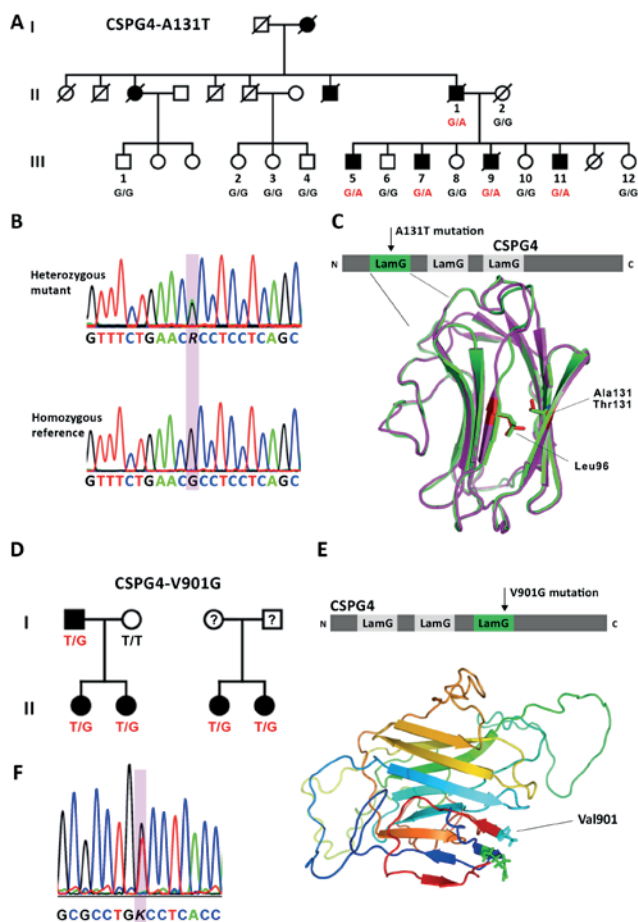 A
CSPG4-A131T
I
II
1 2
G/A G/G
III
1 2 3 4 5 6 7 8 9 10 11 12
G/G G/G G/G G/G G/A G/G G/A G/G G/A G/G G/A G/G
B
Heterozygous
mutant
GTTTCTGAACRCCTCCTCAGC
Homozygous
reference
GTTTCTGAACGCCTCCTCAGC
C
A131T mutation
CSPG4
N LamG LamG LamG C
Ala131
Thr131
Leu96
D
CSPG4-V901G
I
? ?
T/G T/T
II
T/G T/G T/G T/G
E
V901G mutation
CSPG4
N LamG LamG LamG C
Val901
F
GCGCCTGKCCTCACC